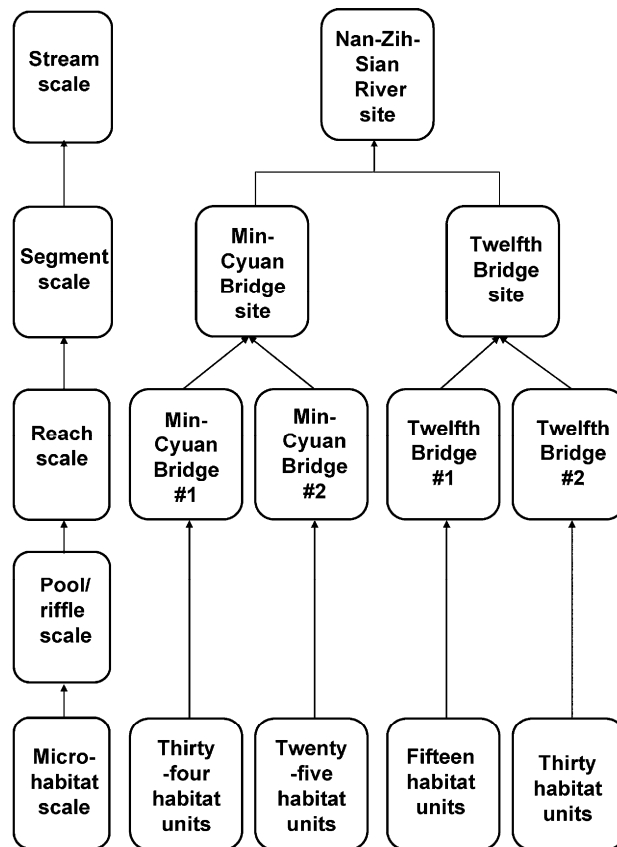 Stream
scale
Nan-Zih-
Sian
River
site
Segment
scale
Min-
Cyuan
Bridge
site
Twelfth
Bridge
site
Reach
scale
Min-
Cyuan
Bridge
#1
Min-
Cyuan
Bridge
#2
Twelfth
Bridge
#1
Twelfth
Bridge
#2
Pool/
riffle
scale
Micro-
habitat
scale
Thirty
-four
habitat
units
Twenty
-five
habitat
units
Fifteen
habitat
units
Thirty
habitat
units